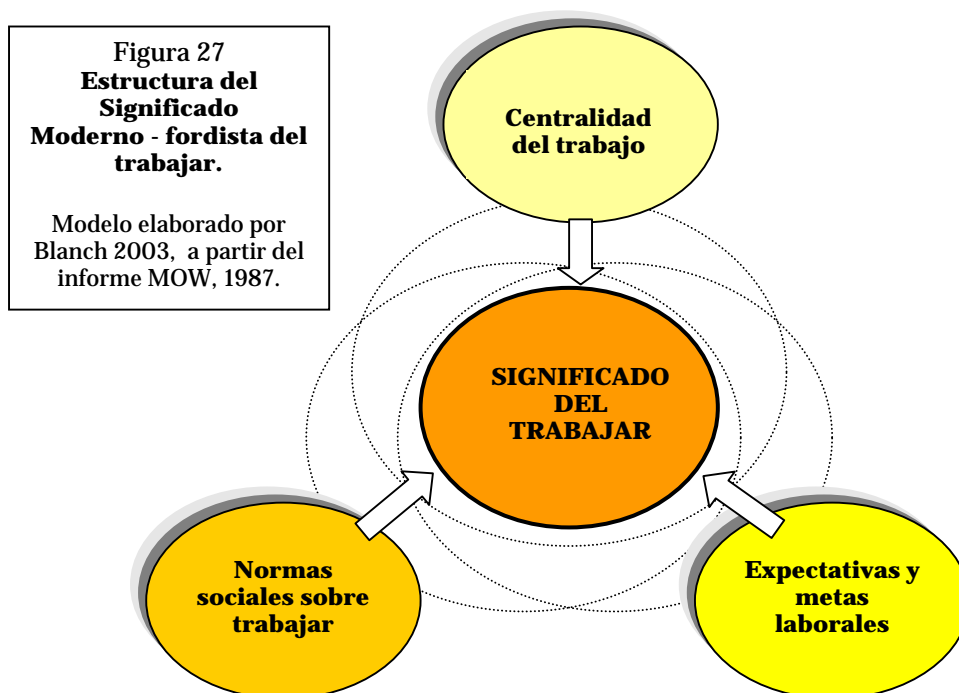 Figura 27
Estructura del
Significado
Moderno - fordista del
trabajar.
Modelo elaborado por
Blanch 2003, a partir del
informe MOW, 1987.
Centralidad
del trabajo
SIGNIFICADO
DEL
TRABAJAR
Normas
sociales sobre
trabajar
Expectativas y
metas
laborales